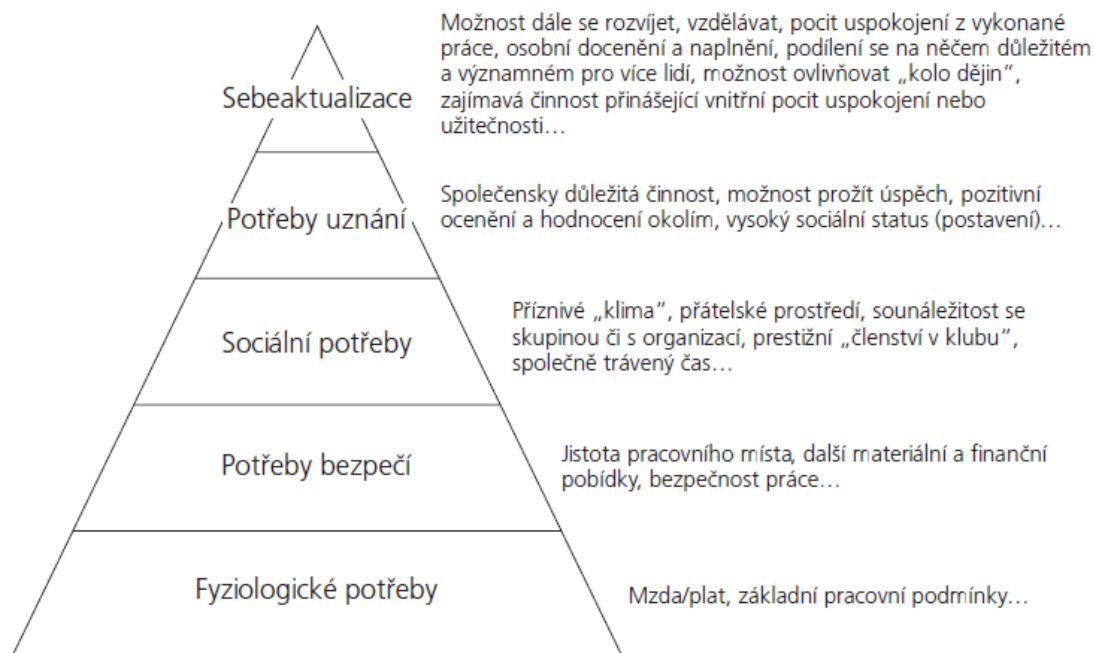 Možnost dále se rozvíjet, vzdělávat, pocit uspokojení z vykonané
práce, osobní docenění a naplnění, podílení se na něčem důležitém
a významném pro více lidí, možnost ovlivňovat „kolo dějin“,
zajímavá činnost přinášející vnitřní pocit uspokojení nebo
užitečnosti…
Sebeaktualizace
Společensky důležitá činnost, možnost prožít úspěch, pozitivní
ocenění a hodnocení okolím, vysoký sociální status (postavení)…
Potřeby uznání
Příznivé „klima“, přátelské prostředí, sounáležitost se
skupinou či s organizací, prestižní „členství v klubu“,
společně trávený čas…
Sociální potřeby
Jistota pracovního místa, další materiální a finanční
pobídky, bezpečnost práce…
Potřeby bezpečí
Fyziologické potřeby
Mzda/plat, základní pracovní podmínky…